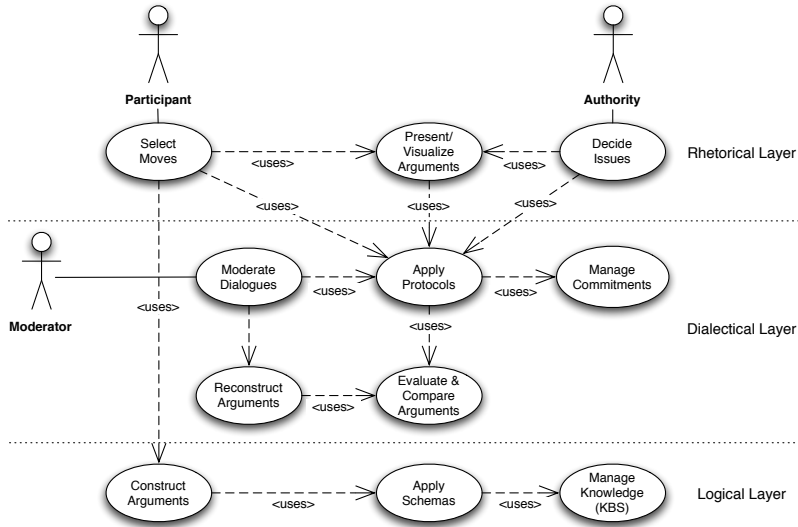 Participant
Authority
Select
Moves
<uses>
Present/
Visualize
Arguments
<uses>
Decide
Issues
Rhetorical Layer
<uses>
<uses>
<uses>
Moderator
Moderate
Dialogues
<uses>
Apply
Protocols
<uses>
Manage
Commitments
<uses>
<uses>
Dialectical Layer
Reconstruct
Arguments
<uses>
Evaluate &
Compare
Arguments
Construct
Arguments
<uses>
Apply
Schemas
<uses>
Manage
Knowledge
(KBS)
Logical Layer